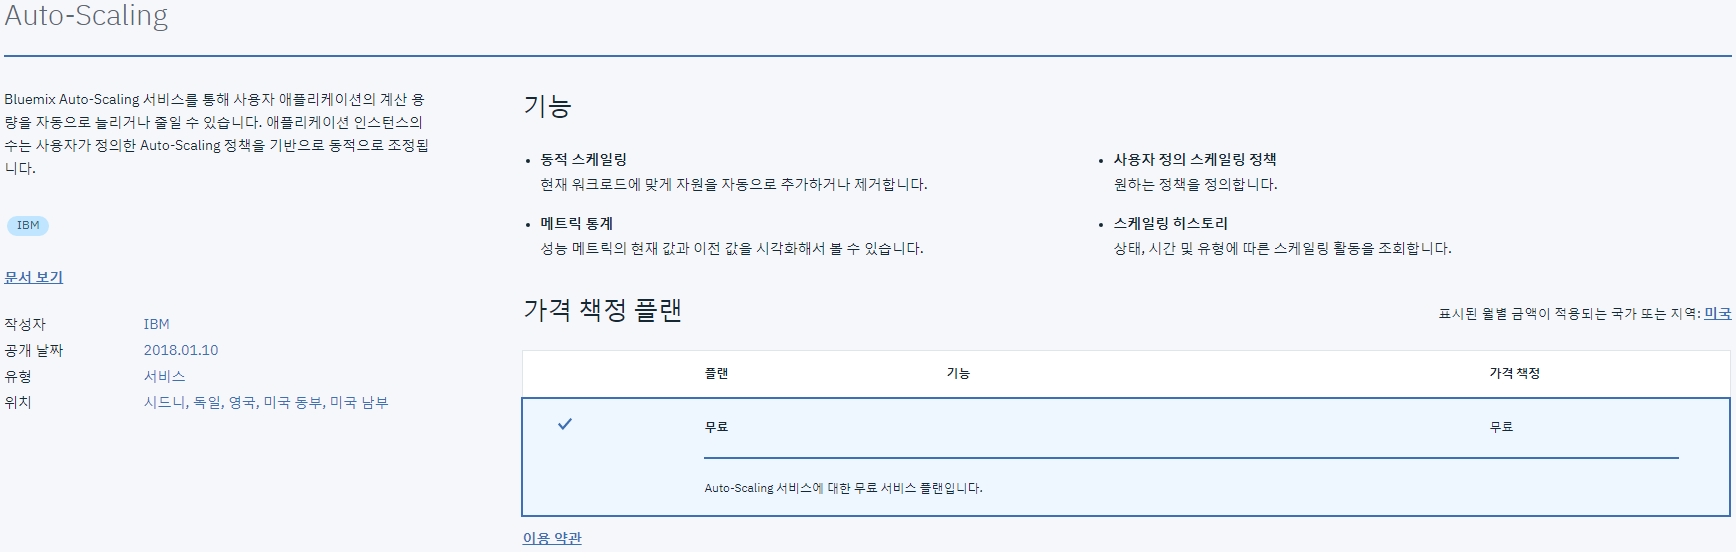 Auto-Scaling
Bluemix Auto-Scaling 서비스를 통해 사용자 애플리케이션의 계산 용
량을 자동으로 늘리거나 줄일 수 있습니다. 애플리케이션 인스턴스의
수는 사용자가 정의한 Auto-Scaling 정책을 기반으로 동적으로 조정됩
니다.
IBM
문서 보기
작성자 IBM
공개 날짜 2018.01.10
유형 서비스
위치 시드니, 독일, 영국, 미국 동부, 미국 남부
기능
• 동적 스케일링
현재 워크로드에 맞게 자원을 자동으로 추가하거나 제거합니다.
• 사용자 정의 스케일링 정책
원하는 정책을 정의합니다.
• 메트릭 통계
성능 메트릭의 현재 값과 이전 값을 시각화해서 볼 수 있습니다.
• 스케일링 히스토리
상태, 시간 및 유형에 따른 스케일링 활동을 조회합니다.
가격 책정 플랜
표시된 월별 금액이 적용되는 국가 또는 지역: 미국
플랜 기능 가격 책정
무료 무료
Auto-Scaling 서비스에 대한 무료 서비스 플랜입니다.
이용 약관